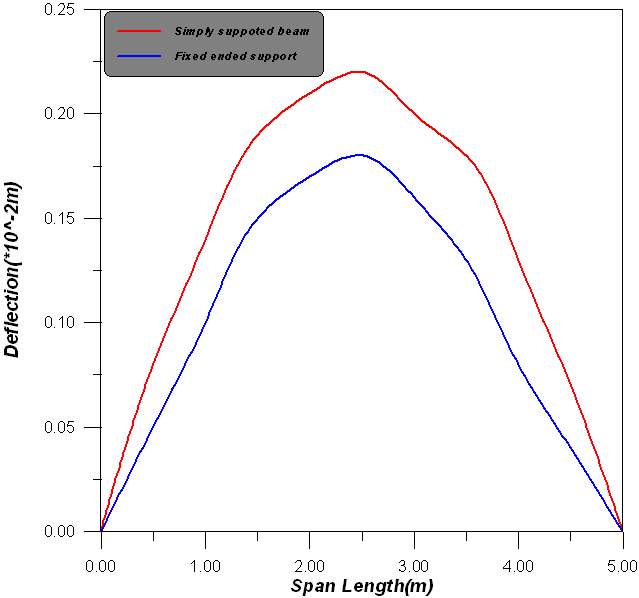 0.25
Simply suppoted beam
Fixed ended support
0.20
0.15
0.10
0.05
0.00
Deflection(*10^-2m)
0.00 1.00 2.00 3.00 4.00 5.00
Span Length(m)